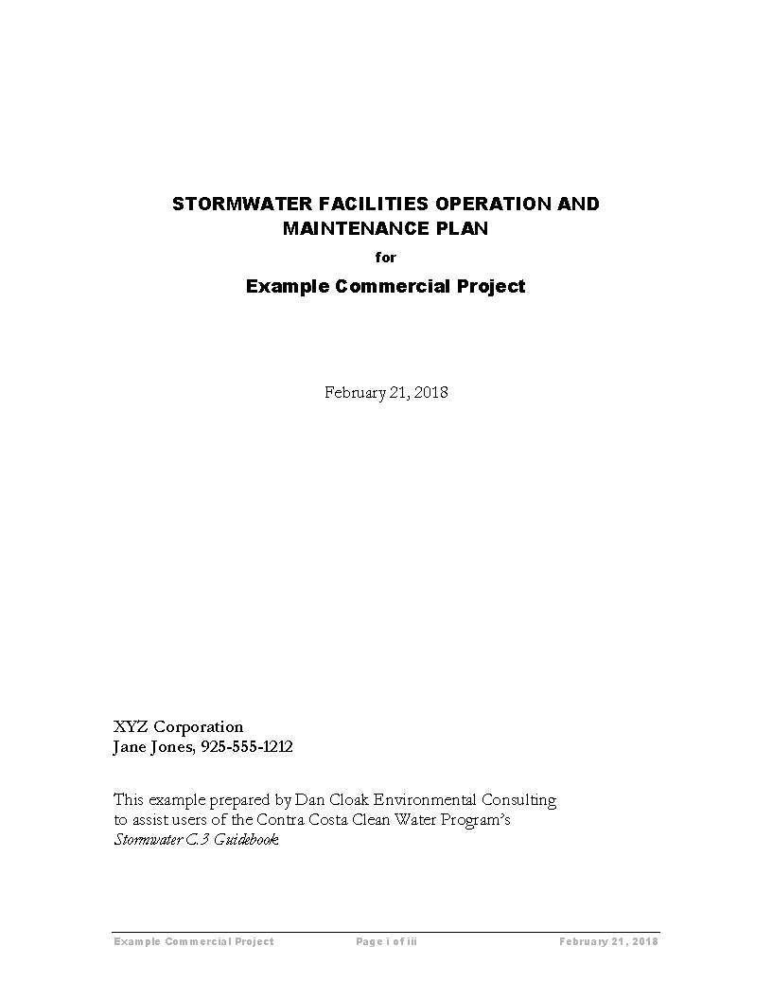 STORMWATER FACILITIES OPERATION AND
MAINTENANCE PLAN
for
Example Commercial Project
February 21, 2018
XYZ Corporation
Jane Jones, 925-555-1212
This example prepared by Dan Cloak Environmental Consulting
to assist users of the Contra Costa Clean Water Program’s
Stormwater C.3 Guidebook.
Example Commercial Project Page i of iii February 21, 2018